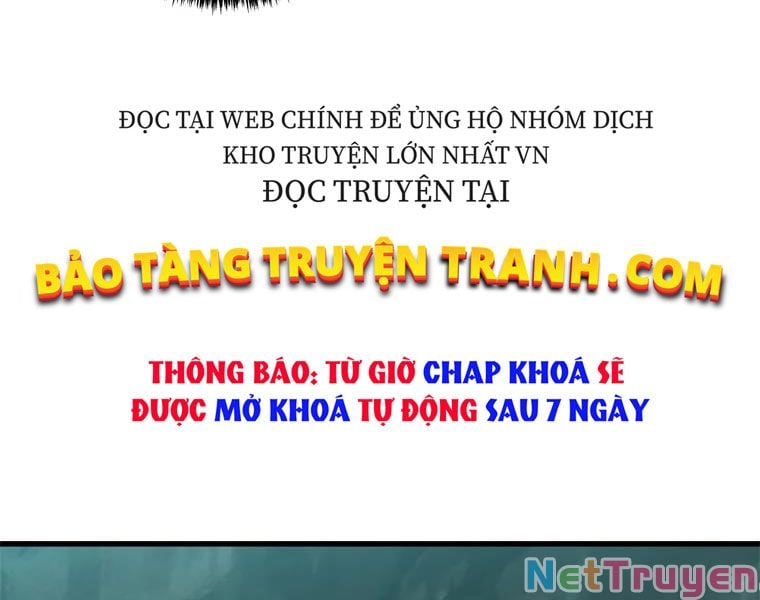 ĐỌC TẠI WEB CHÍNH ĐỂ ỦNG HỘ NHÓM DỊCH
KHO TRUYỆN LỚN NHẤT VN
ĐỌC TRUYỆN TẠI
BẢO TÀNG TRUYỆN TRANH.COM
THÔNG BÁO: TỪ GIỜ CHAP KHOÁ SẼ
ĐƯỢC MỞ KHOÁ TỰ ĐỘNG SAU 7 NGÀY
NetTruyen